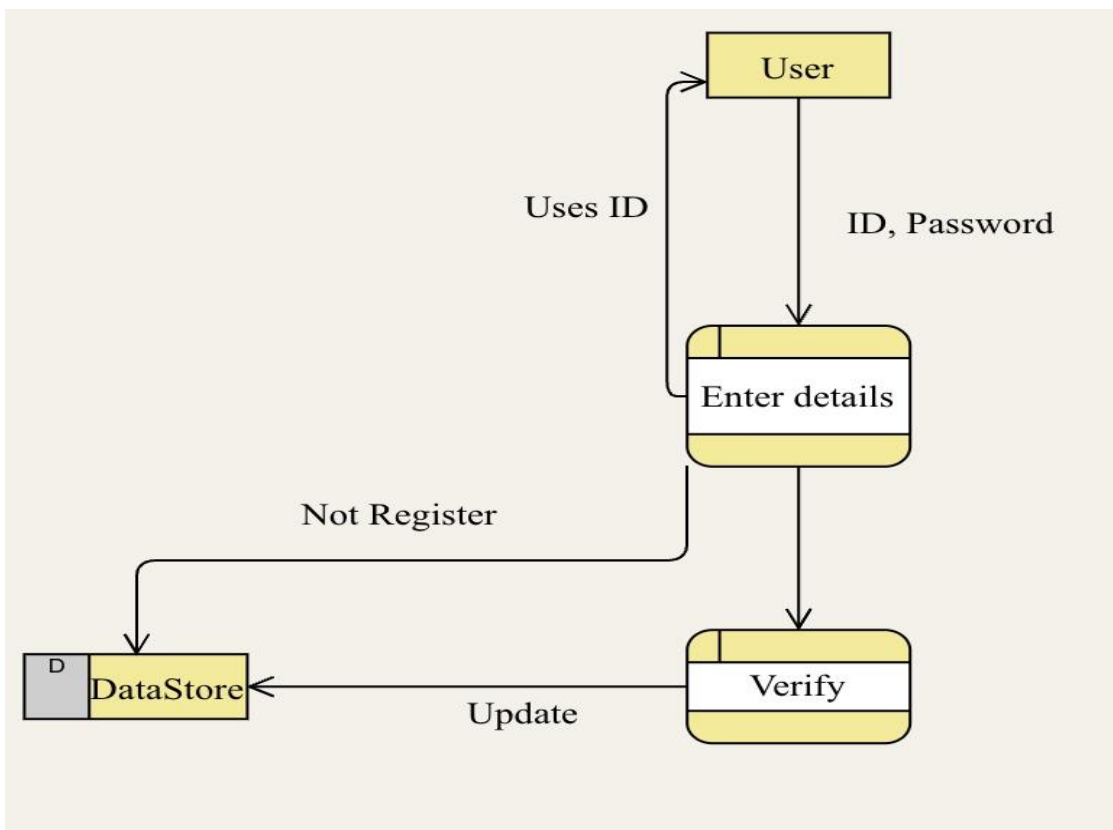 User
Uses ID
ID, Password
Enter details
Not Register
D
DataStore
Verify
Update